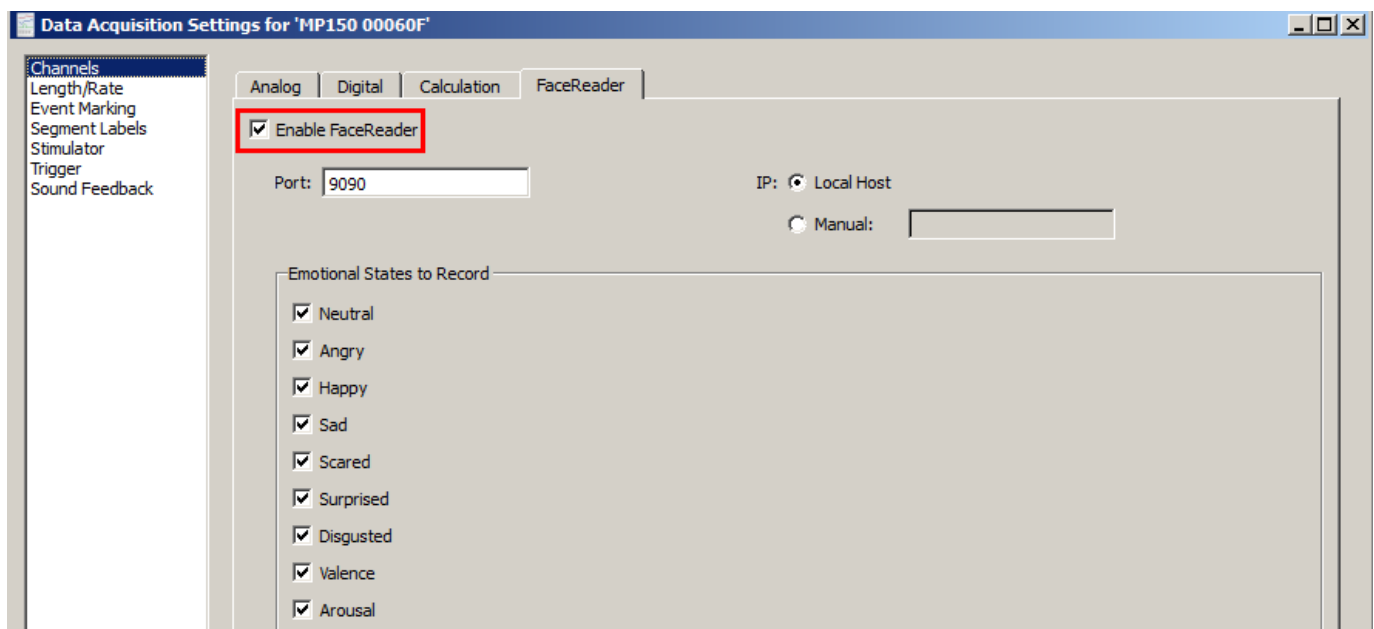 Data Acquisition Settings for 'MP150 00060F'
Channels
Length/Rate
Event Marking
Segment Labels
Stimulator
Trigger
Sound Feedback
Analog Digital Calculation FaceReader
Enable FaceReader
Port: 9090 IP: Local Host
Manual:
Emotional States to Record
Neutral
Angry
Happy
Sad
Scared
Surprised
Disgusted
Valence
Arousal